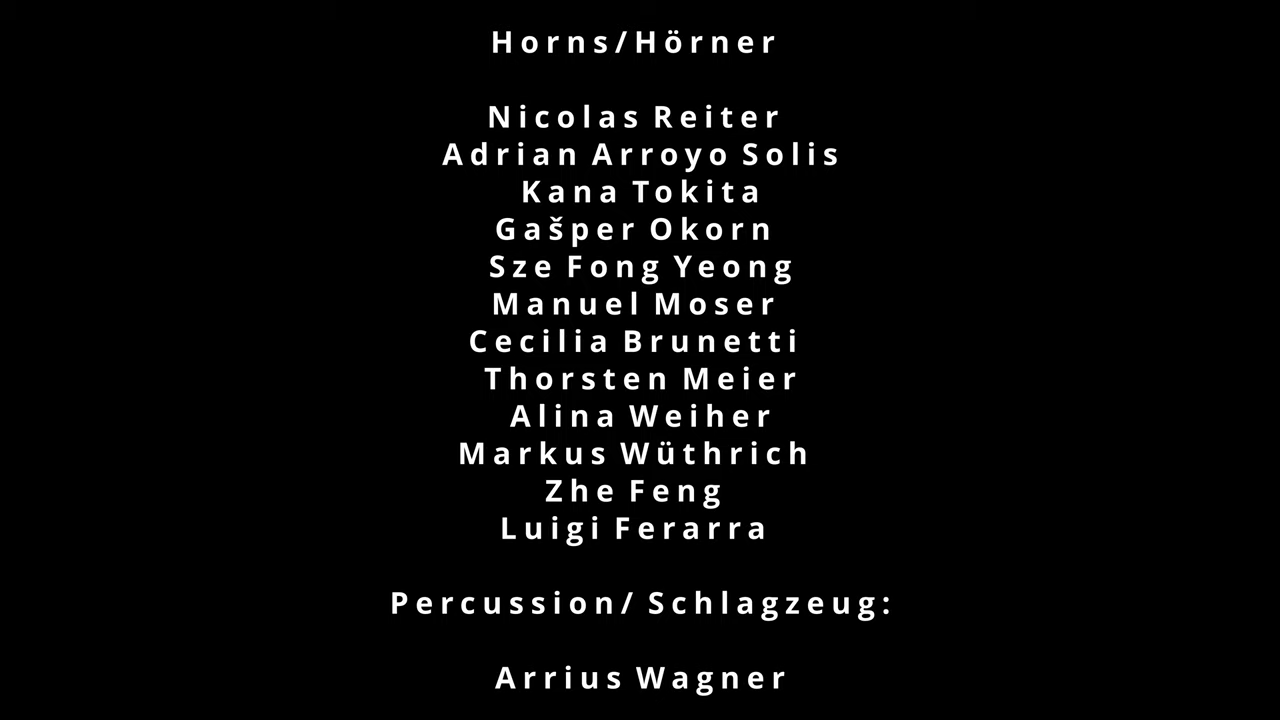 Horns/Hörner
Nicolas Reiter
Adrian Arroyo Solis
Kana Tokita
Gašper Okorn
Sze Fong Yeong
Manuel Moser
Cecilia Brunetti
Thorsten Meier
Alina Weiher
Markus Wüthrich
Zhe Feng
Luigi Ferarra
Percussion/ Schlagzeug:
Arrius Wagner